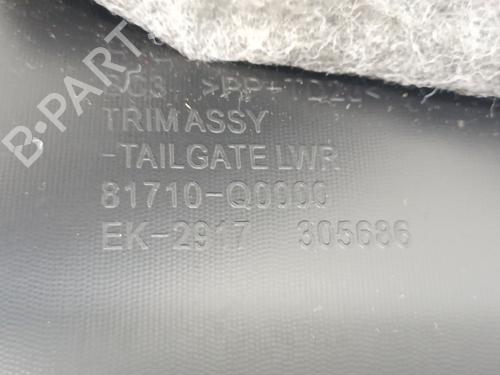 TRIM ASSY
-TAILGATE LWR
81710-Q0000
EK-2917 305686
B-PARTS